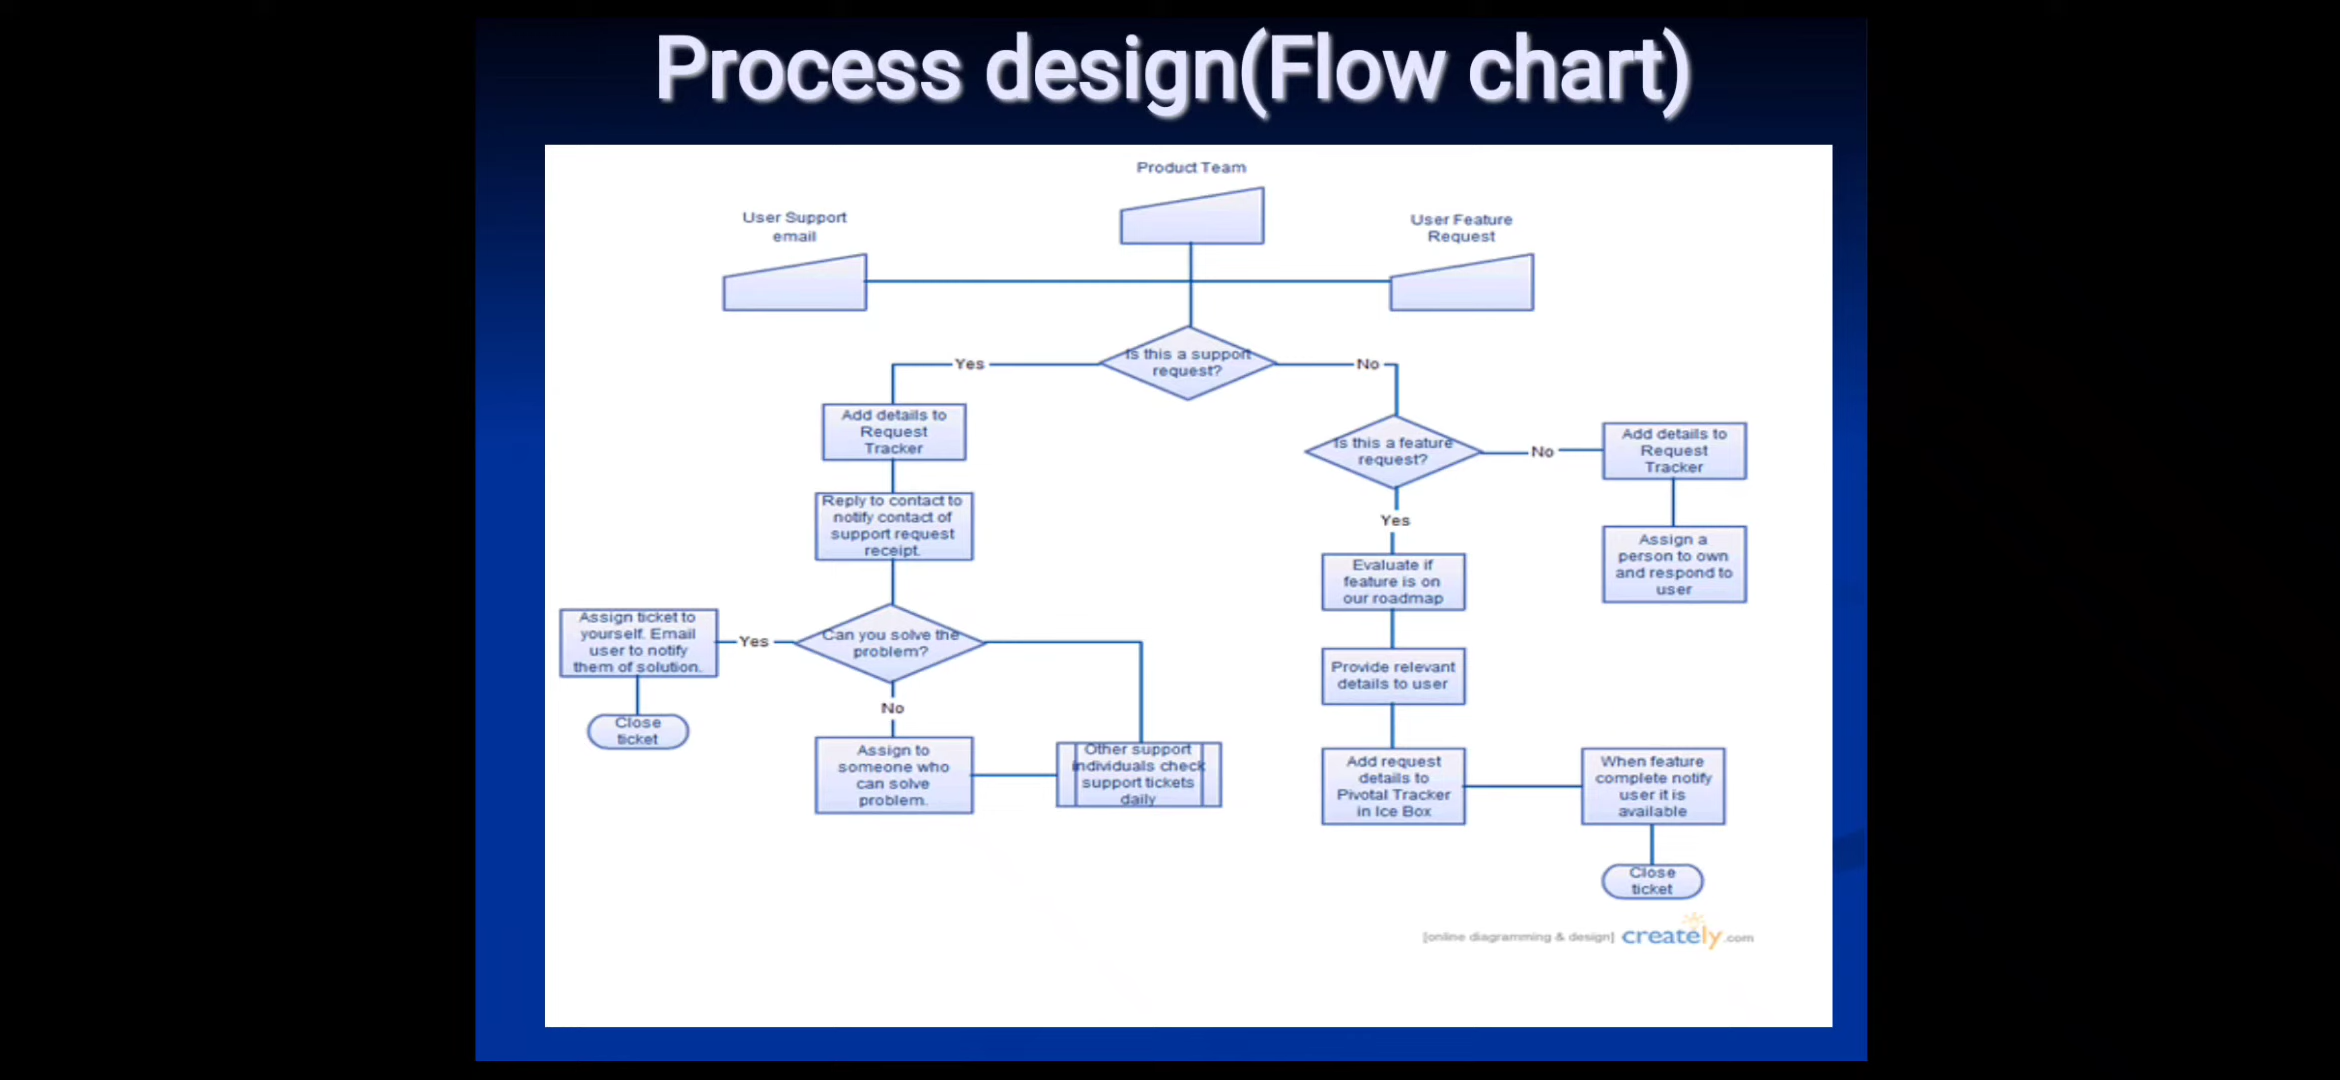 Process design(Flow chart)
Product Team
User Support
email
User Feature
Request
Is this a support
request?
Yes
No
Add details to
Request
Tracker
Is this a feature
request?
No
Add details to
Request
Tracker
Reply to contact to
notify contact of
support request
receipt.
Yes
Assign a
person to own
and respond to
user
Evaluate if
feature is on
our roadmap
Assign ticket to
yourself. Email
user to notify
them of solution.
Yes
Can you solve the
problem?
Provide relevant
details to user
No
Close
ticket
Assign to
someone who
can solve
problem.
Other support
individuals check
support tickets
daily
Add request
details to
Pivotal Tracker
in Ice Box
When feature
complete notify
user it is
available
Close
ticket
[online diagramming & design] creately.com